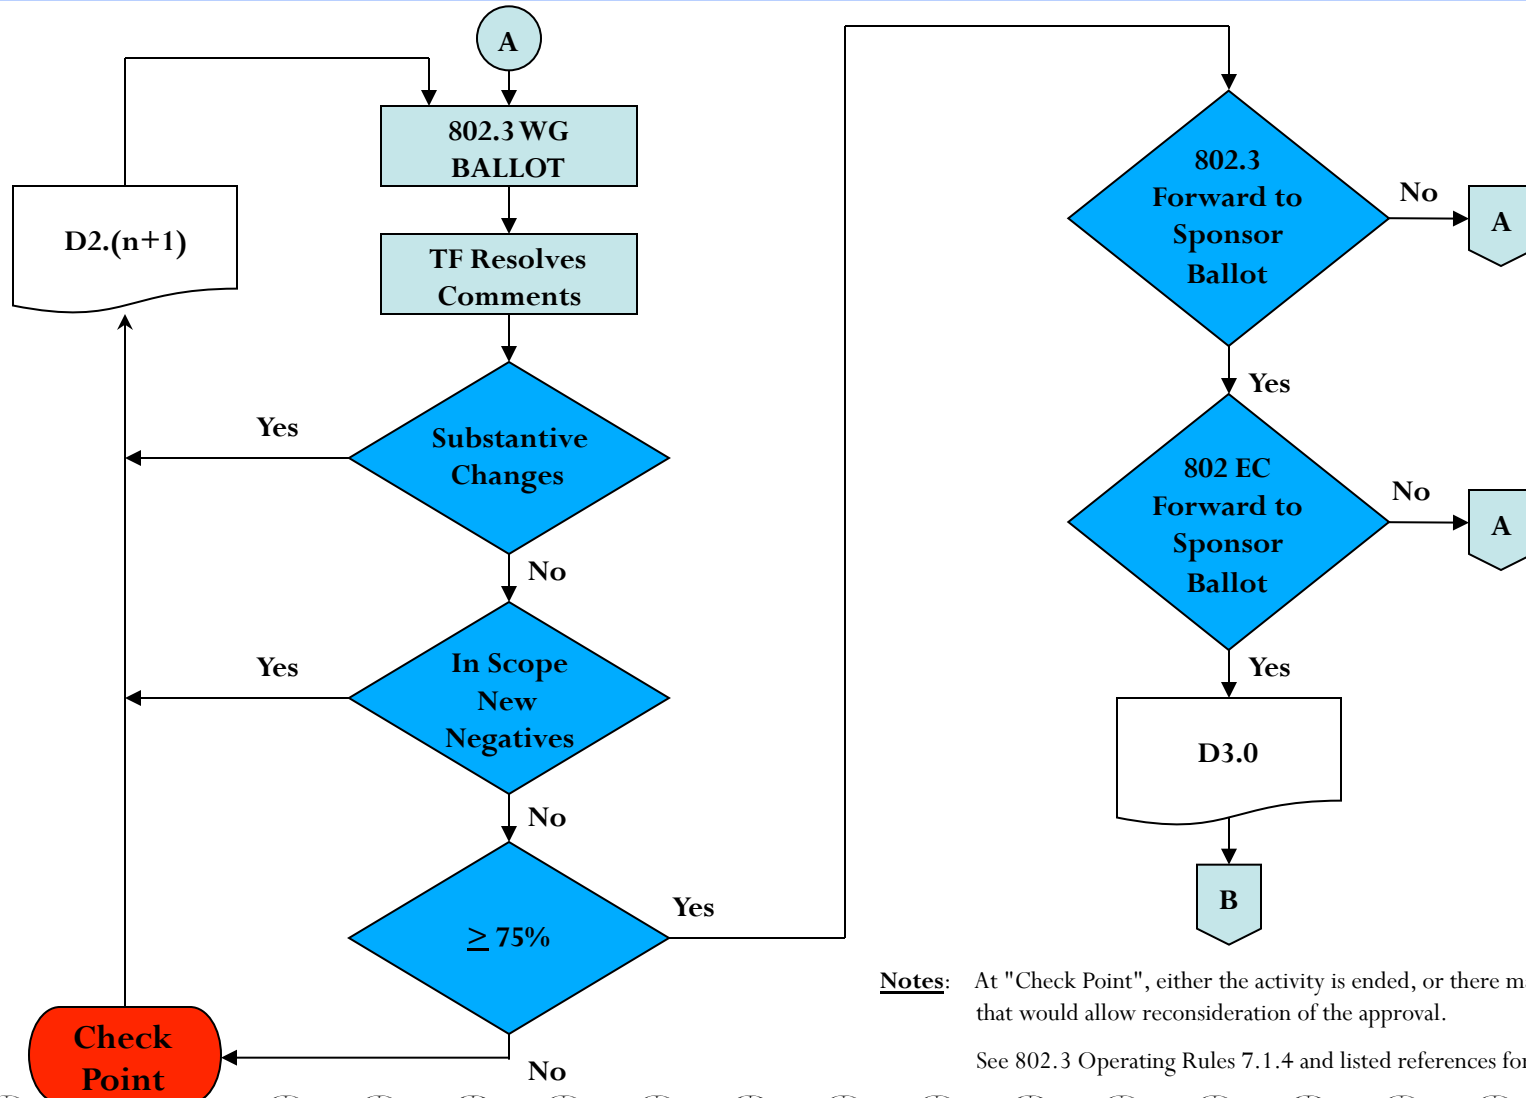 A
802.3 WG
BALLOT
D2.(n+1)
TF Resolves
Comments
Yes
Substantive
Changes
No
Yes
In Scope
New
Negatives
No
≥ 75%
Yes
Check
Point
No
802.3
Forward to
Sponsor
Ballot
No
A
Yes
802 EC
Forward to
Sponsor
Ballot
No
A
Yes
D3.0
B
Notes: At "Check Point", either the activity is ended, or there
that would allow reconsideration of the approval.
See 802.3 Operating Rules 7.1.4 and listed references for